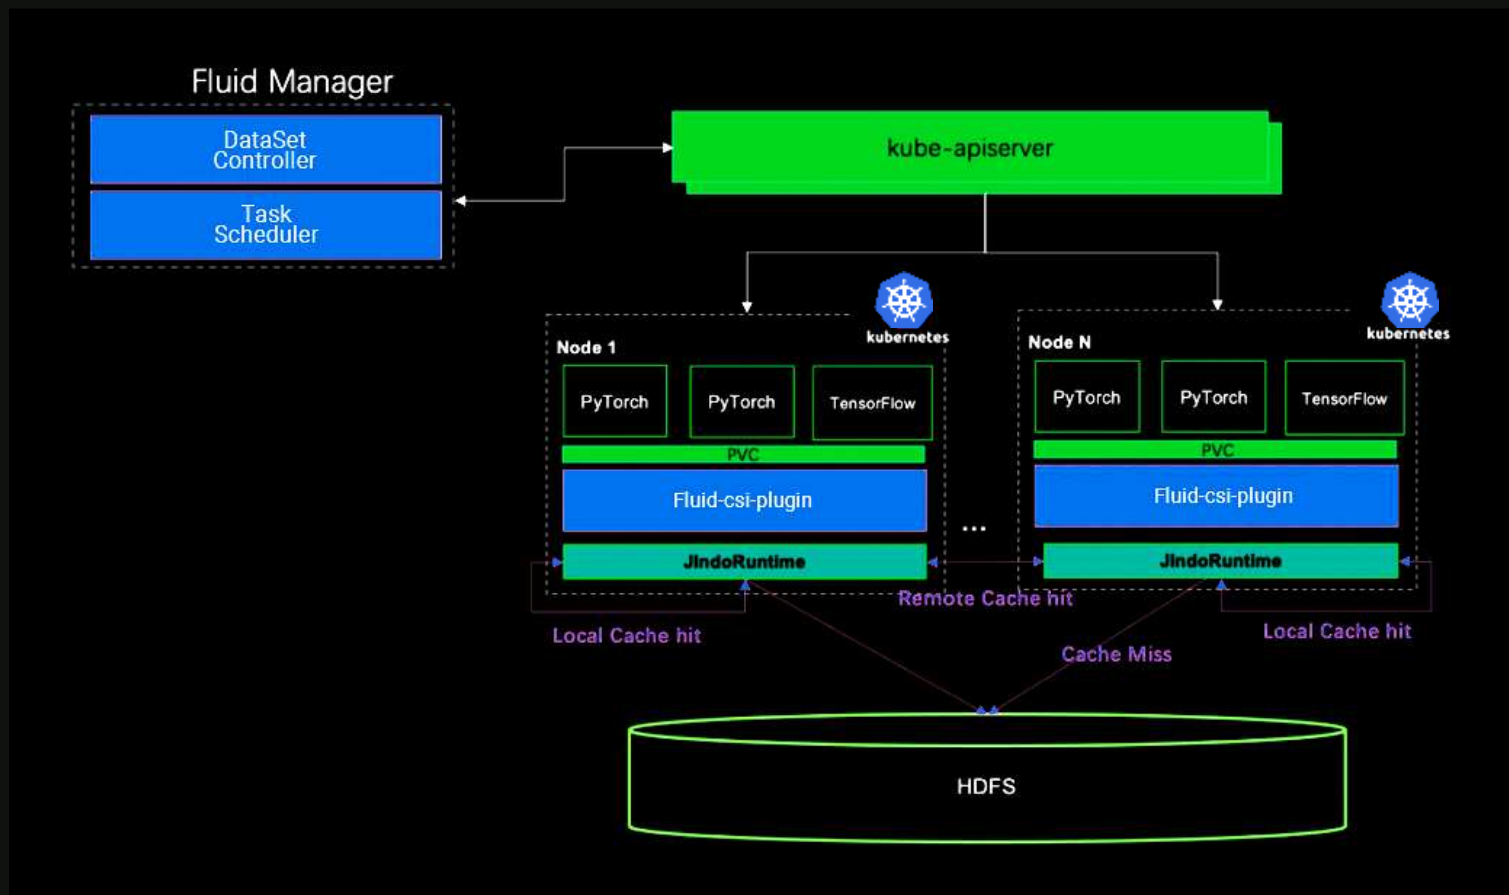 Fluid Manager
DataSet
Controller
Task
Scheduler
kube-apiserver
kubernetes
Node 1
PyTorch
PyTorch
TensorFlow
PVC
Fluid-csi-plugin
JindoRuntime
...
kubernetes
Node N
PyTorch
PyTorch
TensorFlow
PVC
Fluid-csi-plugin
JindoRuntime
Remote Cache hit
Local Cache hit
Local Cache hit
Cache Miss
HDFS